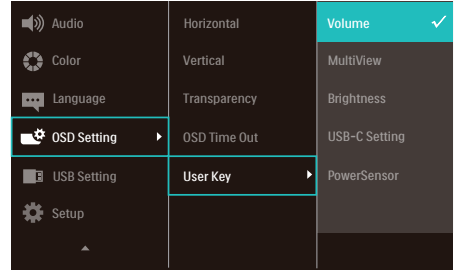 Audio
Color
Language
OSD Setting
USB Setting
Setup
Horizontal
Vertical
Transparency
OSD Time Out
User Key
Volume
MultiView
Brightness
USB-C Setting
PowerSensor